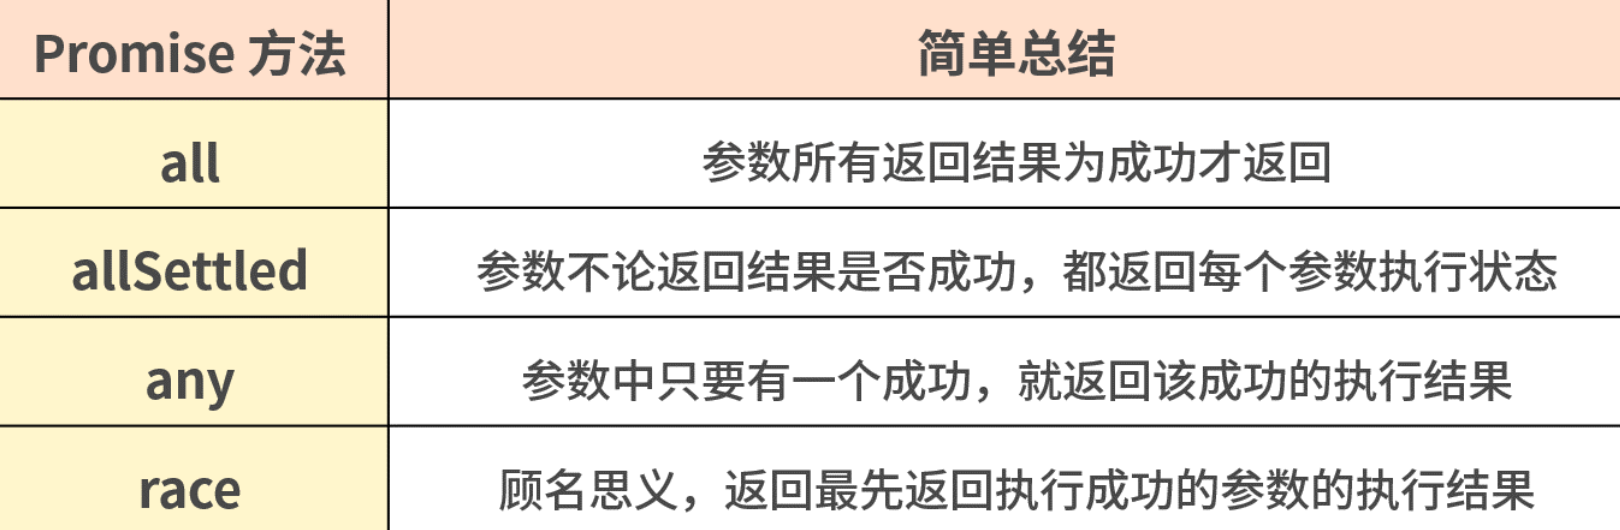 Promise 方法 简单总结
all 参数所有返回结果为成功才返回
allSettled 参数不论返回结果是否成功，都返回每个参数执行状态
any 参数中只要有一个成功，就返回该成功的执行结果
race 顾名思义，返回最先返回执行成功的参数的执行结果